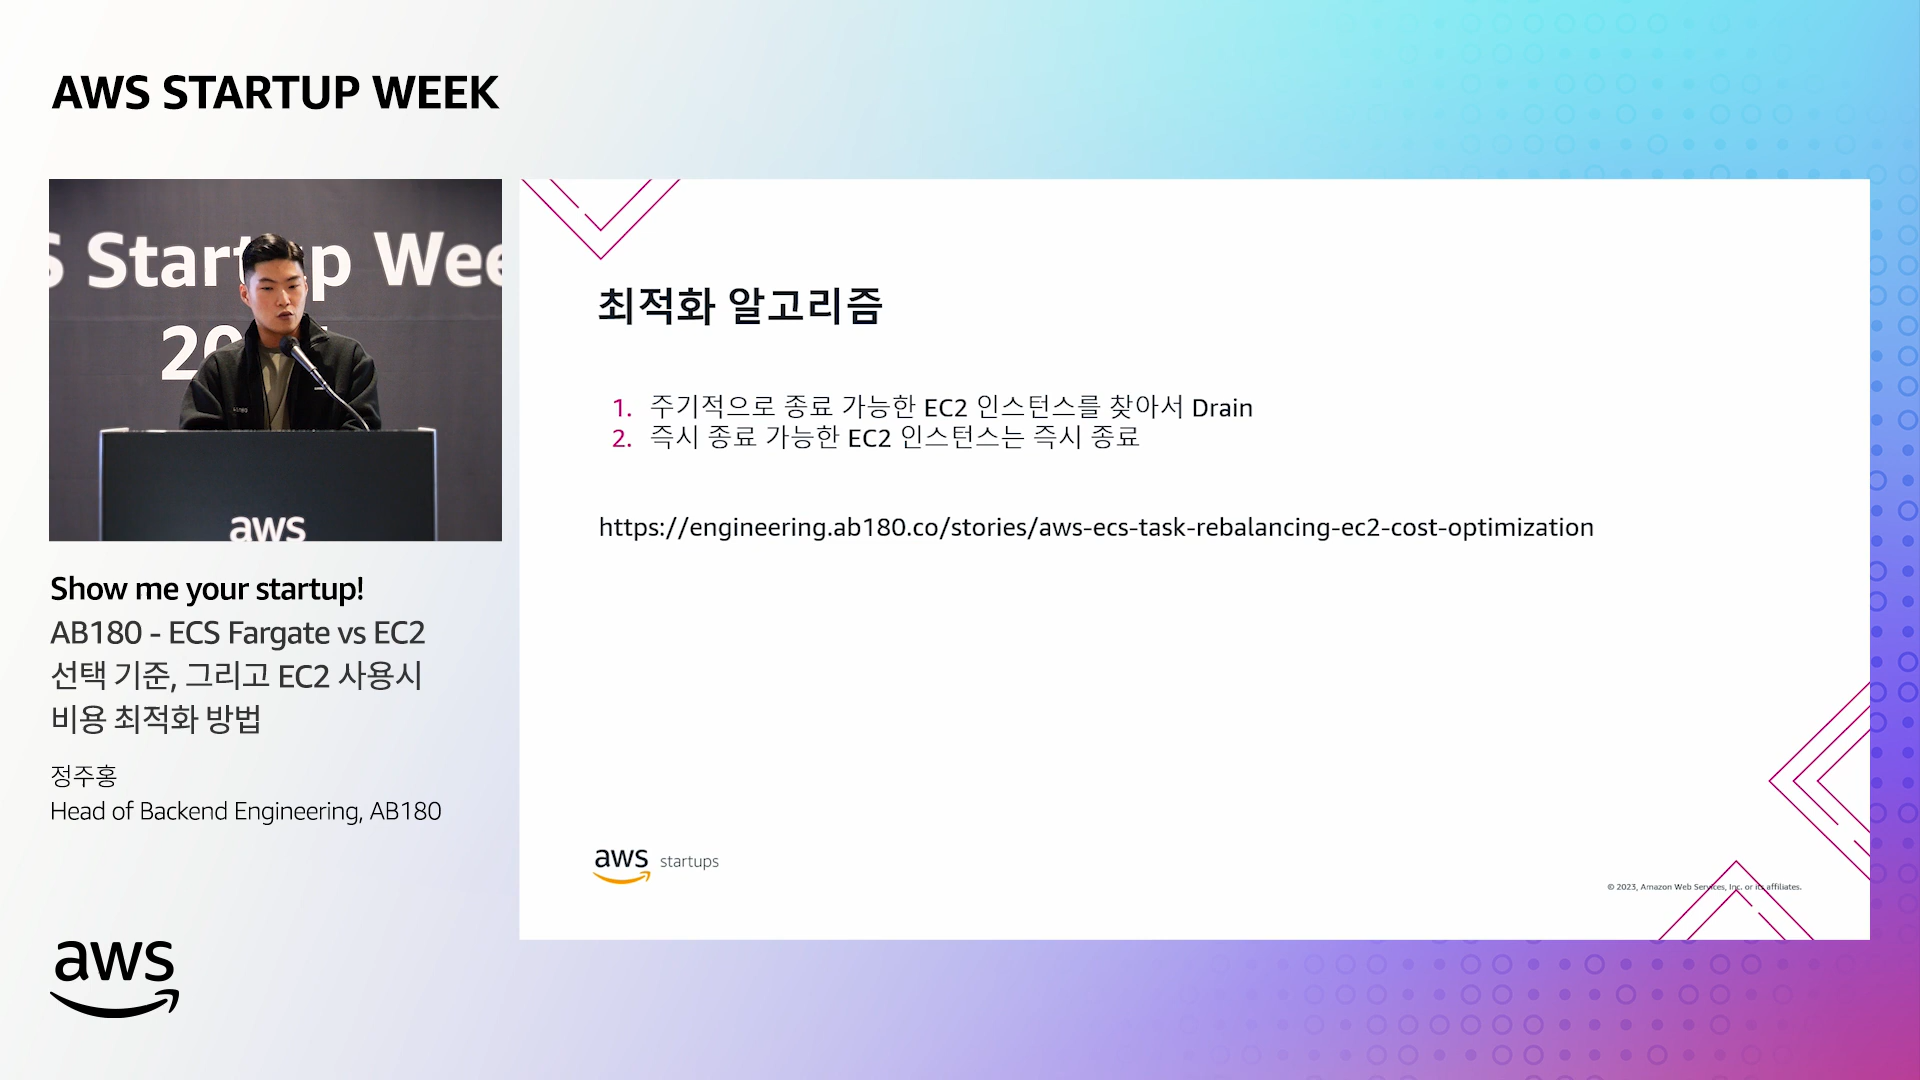 AWS STARTUP WEEK
S Startup Wee
20
aws
Show me your startup!
AB180 - ECS Fargate vs EC2
선택 기준, 그리고 EC2 사용시
비용 최적화 방법
정주홍
Head of Backend Engineering, AB180
aws
최적화 알고리즘
1. 주기적으로 종료 가능한 EC2 인스턴스를 찾아서 Drain
2. 즉시 종료 가능한 EC2 인스턴스는 즉시 종료
https://engineering.ab180.co/stories/aws-ecs-task-rebalancing-ec2-cost-optimization
aws startups
© 2023, Amazon Web Services, Inc. or its affiliates.